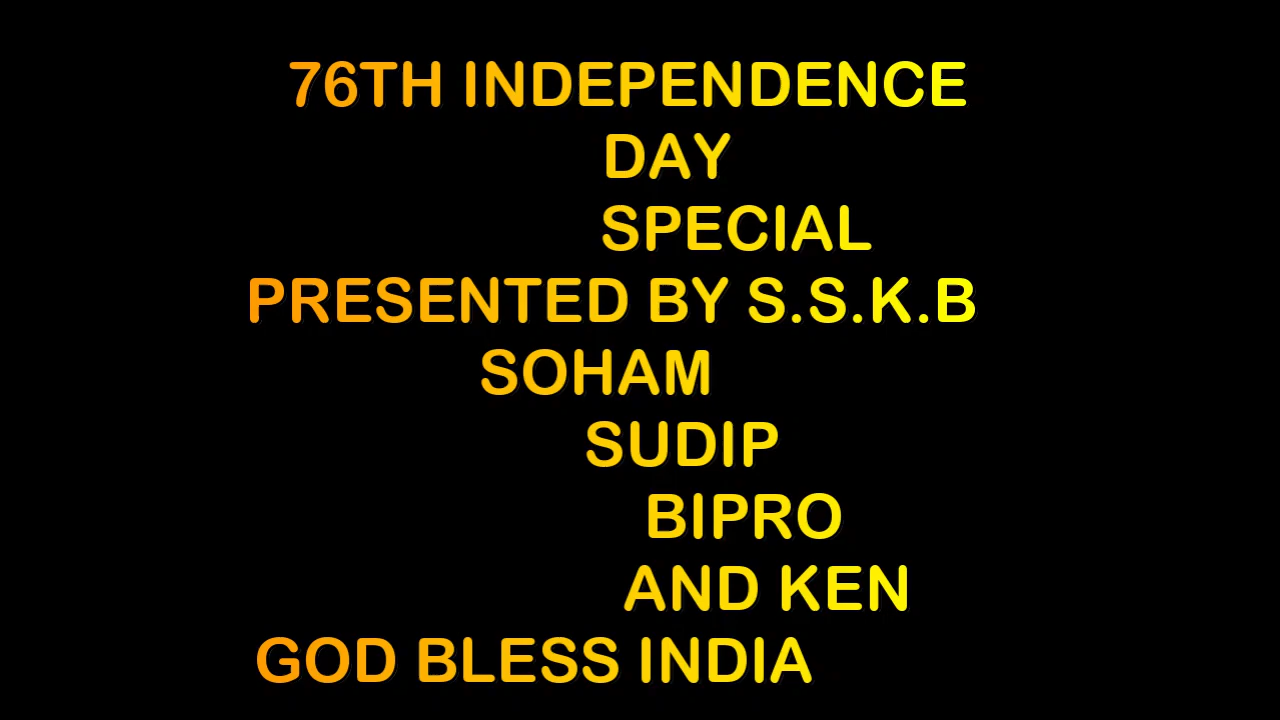 76TH INDEPENDENCE
DAY
SPECIAL
PRESENTED BY S.S.K.B
SOHAM
SUDIP
BIPRO
AND KEN
GOD BLESS INDIA